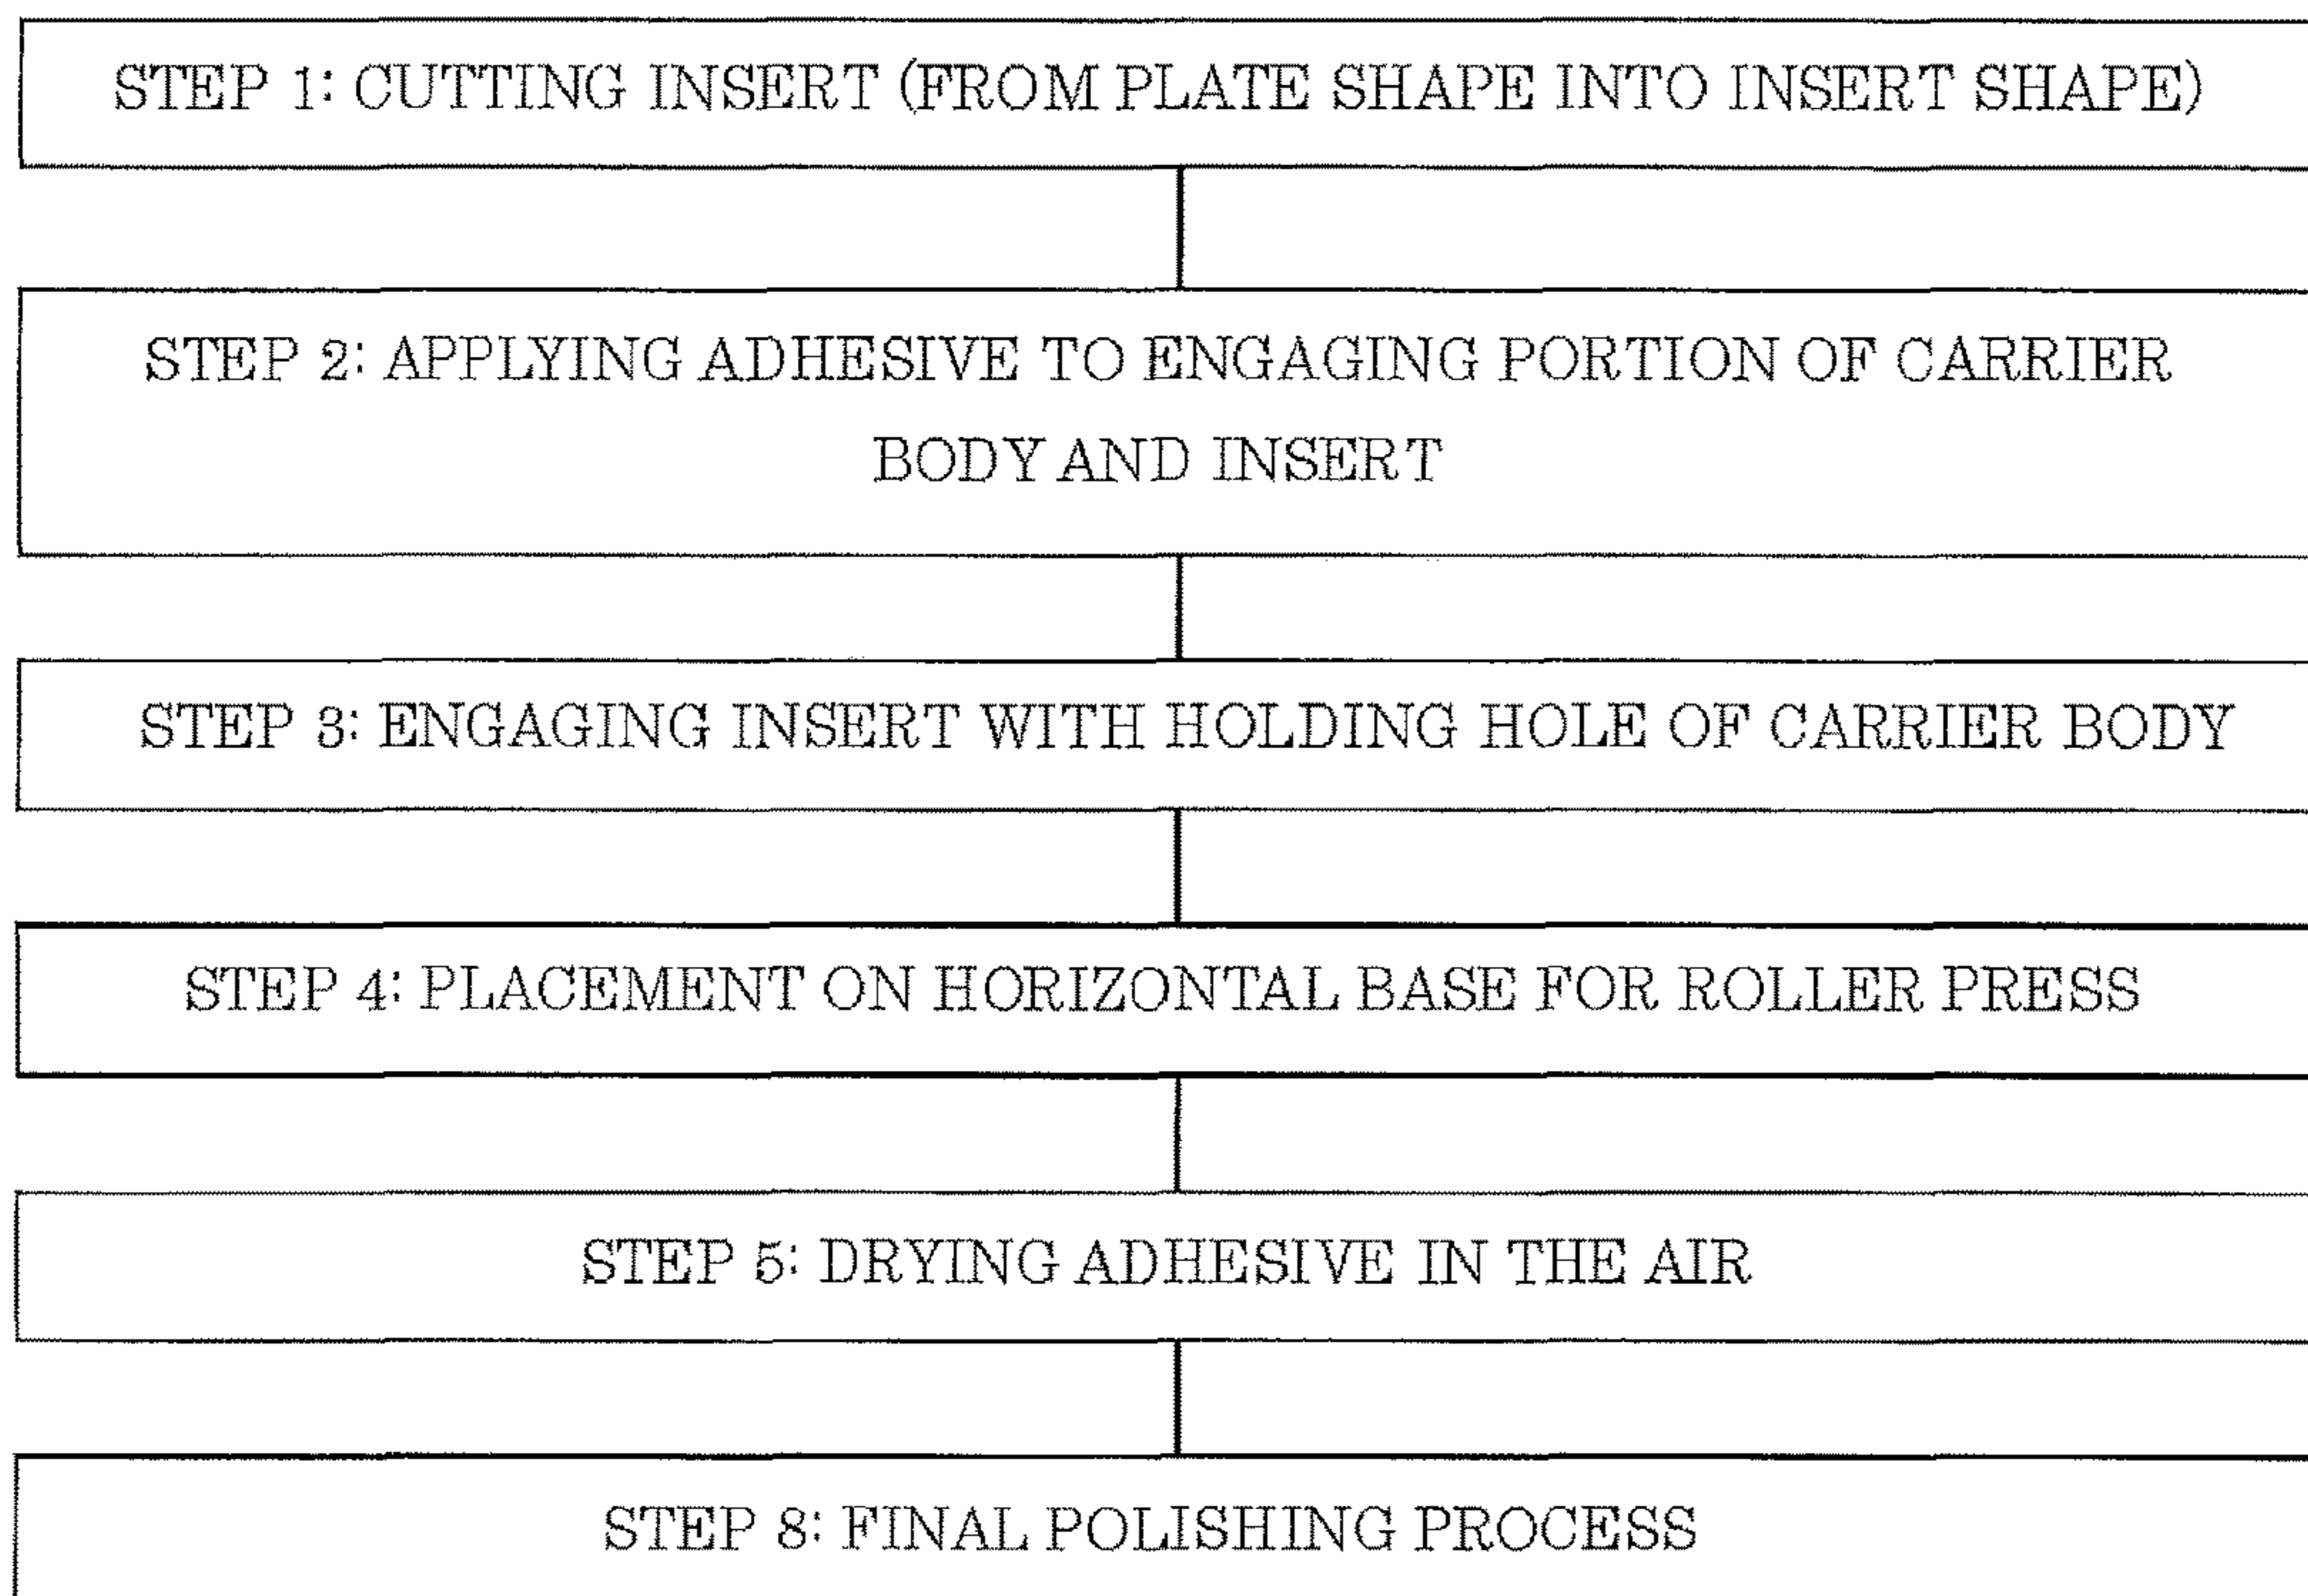 STEP 1: CUTTING INSERT (FROM PLATE SHAPE INTO INSERT SHAPE)
STEP 2: APPLYING ADHESIVE TO ENGAGING PORTION OF CARRIER
BODY AND INSERT
STEP 3: ENGAGING INSERT WITH HOLDING HOLE OF CARRIER BODY
STEP 4: PLACEMENT ON HORIZONTAL BASE FOR ROLLER PRESS
STEP 5: DRYING ADHESIVE IN THE AIR
STEP 8: FINAL POLISHING PROCESS